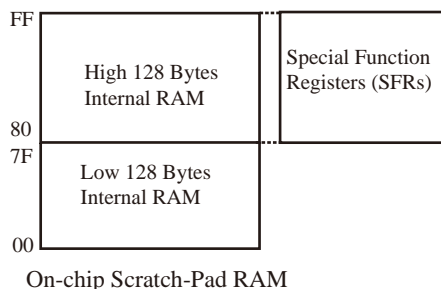 FF
High 128 Bytes
Internal RAM
Special Function
Registers (SFRs)
80
7F
Low 128 Bytes
Internal RAM
00
On-chip Scratch-Pad RAM